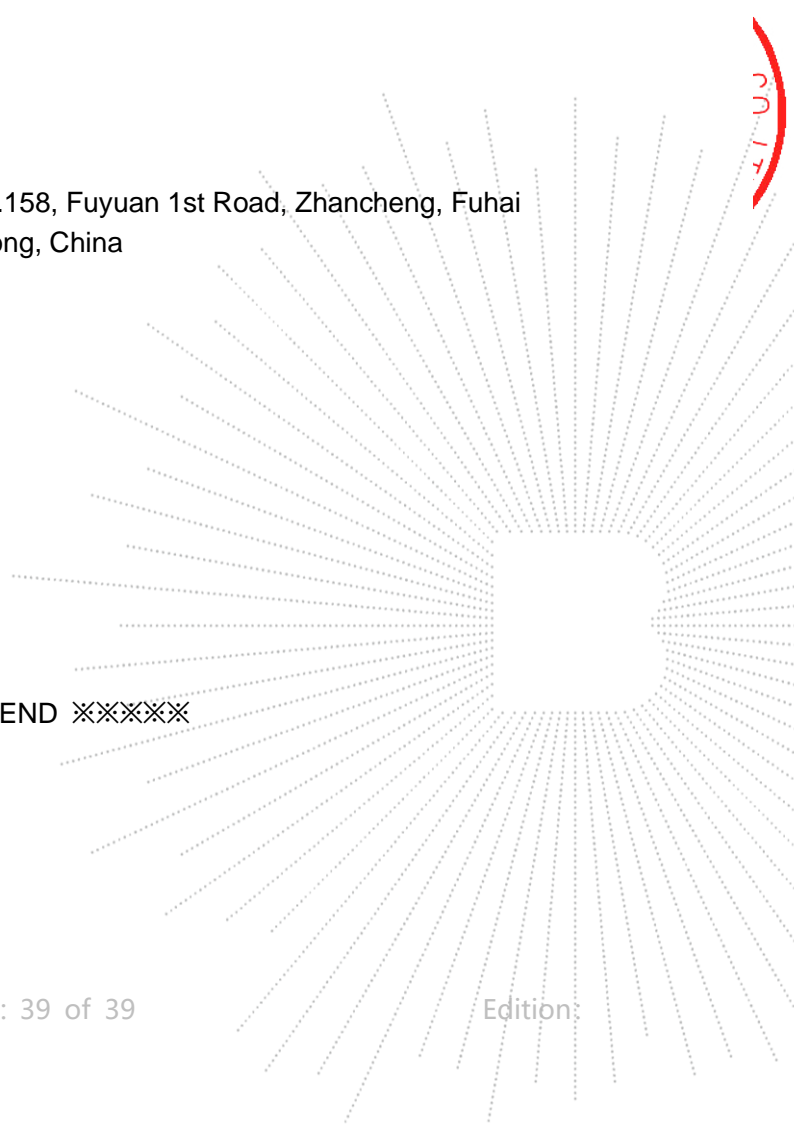 .158, Fuyuan 1st Road, Zhancheng, Fuhai
ong, China
END ※※※※※
: 39 of 39 Edition: